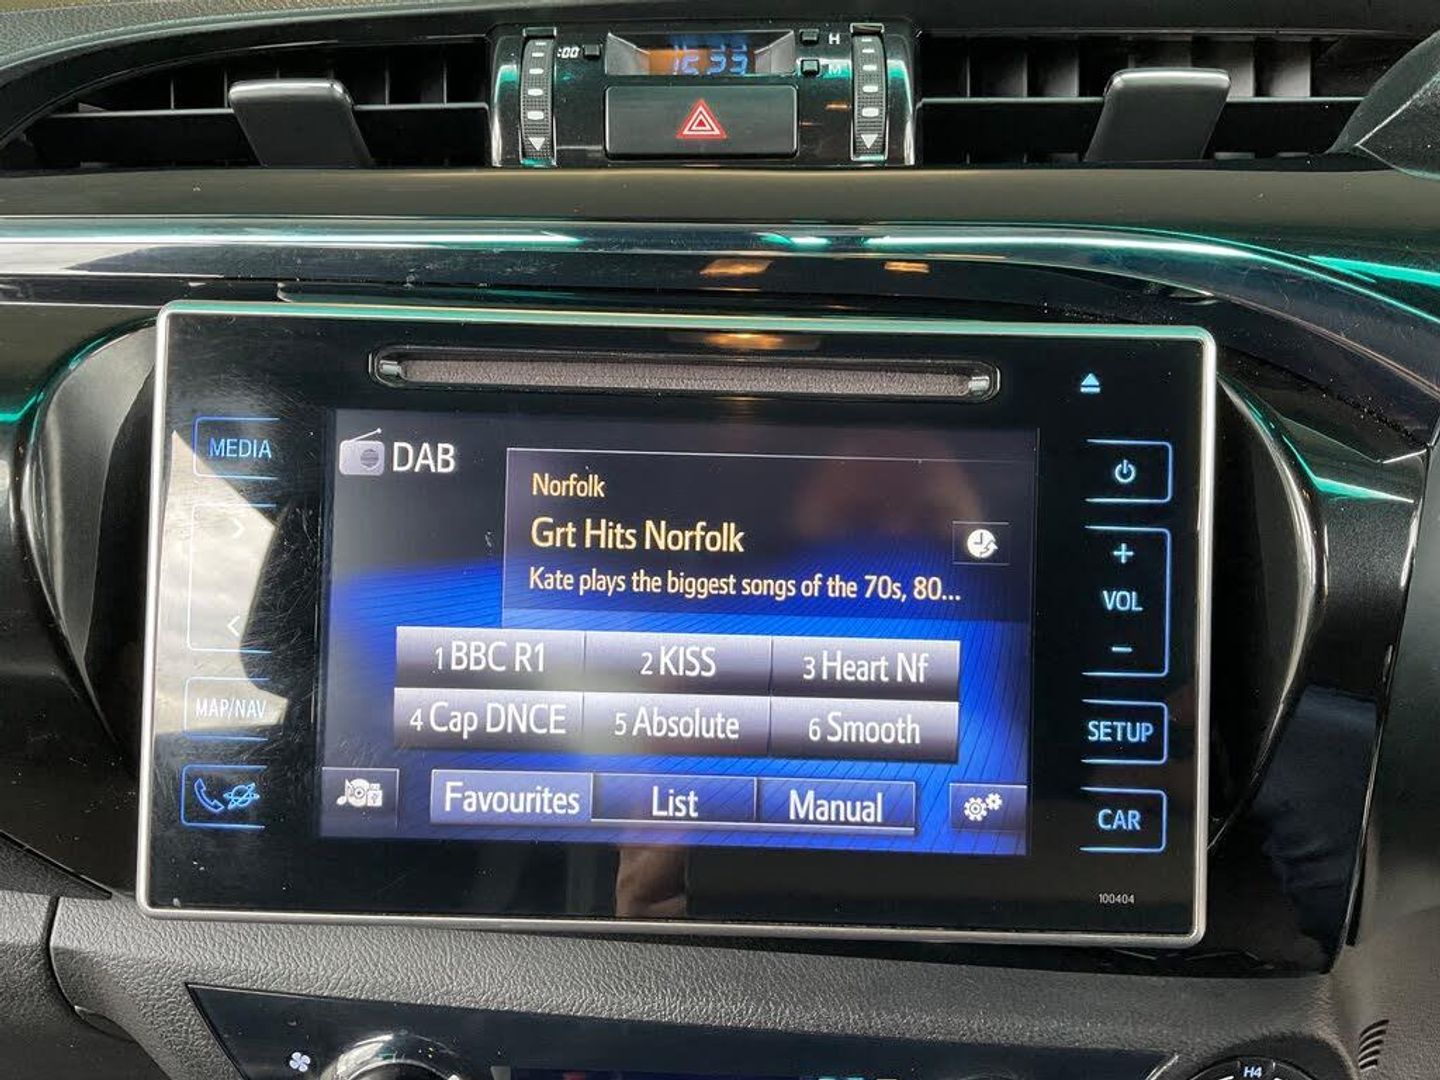 :00 H
M
DAB
MEDIA
Norfolk
Grt Hits Norfolk
Kate plays the biggest songs of the 70s, 80...
+
VOL
-
1 BBC R1 2 KISS 3 Heart Nf
4 Cap DNCE 5 Absolute 6 Smooth
MAP/NAV
SETUP
Favourites List Manual
CAR
100404
H4